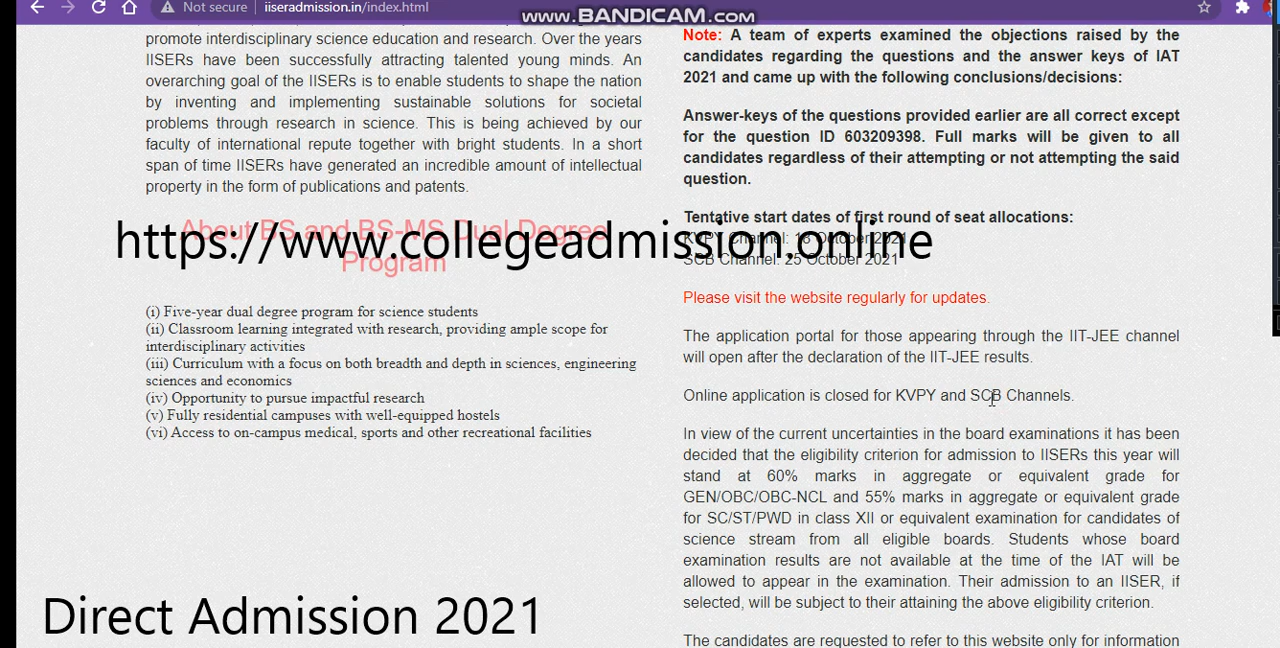 Not secure | iiseradmission.in/index.html
www.BANDICAM.com
promote interdisciplinary science education and research. Over the years
IISERs have been successfully attracting talented young minds. An
overarching goal of the IISERs is to enable students to shape the nation
by inventing and implementing sustainable solutions for societal
problems through research in science. This is being achieved by our
faculty of international repute together with bright students. In a short
span of time IISERs have generated an incredible amount of intellectual
property in the form of publications and patents.
About BS and BS-MS Dual Degree
Program
https://www.collegeadmission.online
(i) Five-year dual degree program for science students
(ii) Classroom learning integrated with research, providing ample scope for
interdisciplinary activities
(iii) Curriculum with a focus on both breadth and depth in sciences, engineering
sciences and economics
(iv) Opportunity to pursue impactful research
(v) Fully residential campuses with well-equipped hostels
(vi) Access to on-campus medical, sports and other recreational facilities
Direct Admission 2021
Note: A team of experts examined the objections raised by the
candidates regarding the questions and the answer keys of IAT
2021 and came up with the following conclusions/decisions:
Answer-keys of the questions provided earlier are all correct except
for the question ID 603209398. Full marks will be given to all
candidates regardless of their attempting or not attempting the said
question.
Tentative start dates of first round of seat allocations:
KVPY Channel: 18 October 2021
SCB Channel: 25 October 2021
Please visit the website regularly for updates.
The application portal for those appearing through the IIT-JEE channel
will open after the declaration of the IIT-JEE results.
Online application is closed for KVPY and SCB Channels.
In view of the current uncertainties in the board examinations it has been
decided that the eligibility criterion for admission to IISERs this year will
stand at 60% marks in aggregate or equivalent grade for
GEN/OBC/OBC-NCL and 55% marks in aggregate or equivalent grade
for SC/ST/PWD in class XII or equivalent examination for candidates of
science stream from all eligible boards. Students whose board
examination results are not available at the time of the IAT will be
allowed to appear in the examination. Their admission to an IISER, if
selected, will be subject to their attaining the above eligibility criterion.
The candidates are requested to refer to this website only for information